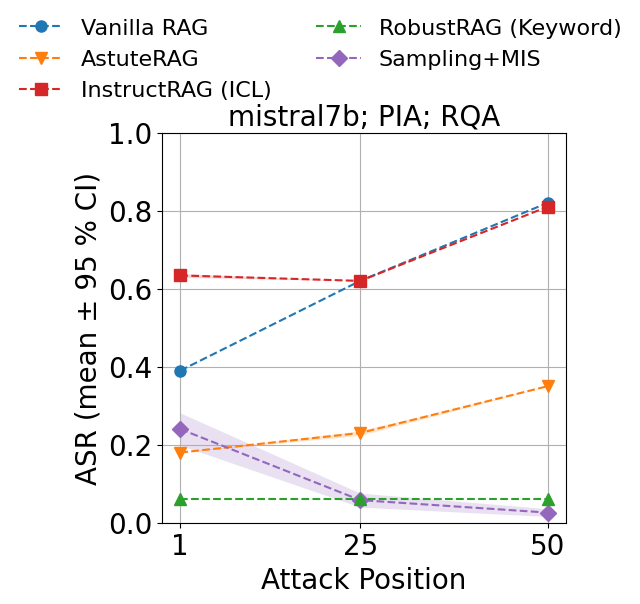 Vanilla RAG
AstuteRAG
InstructRAG (ICL)
RobustRAG (Keyword)
Sampling+MIS
mistral7b; PIA; RQA
ASR (mean ± 95 % CI)
1.0
0.8
0.6
0.4
0.2
0.0
1 25 50
Attack Position